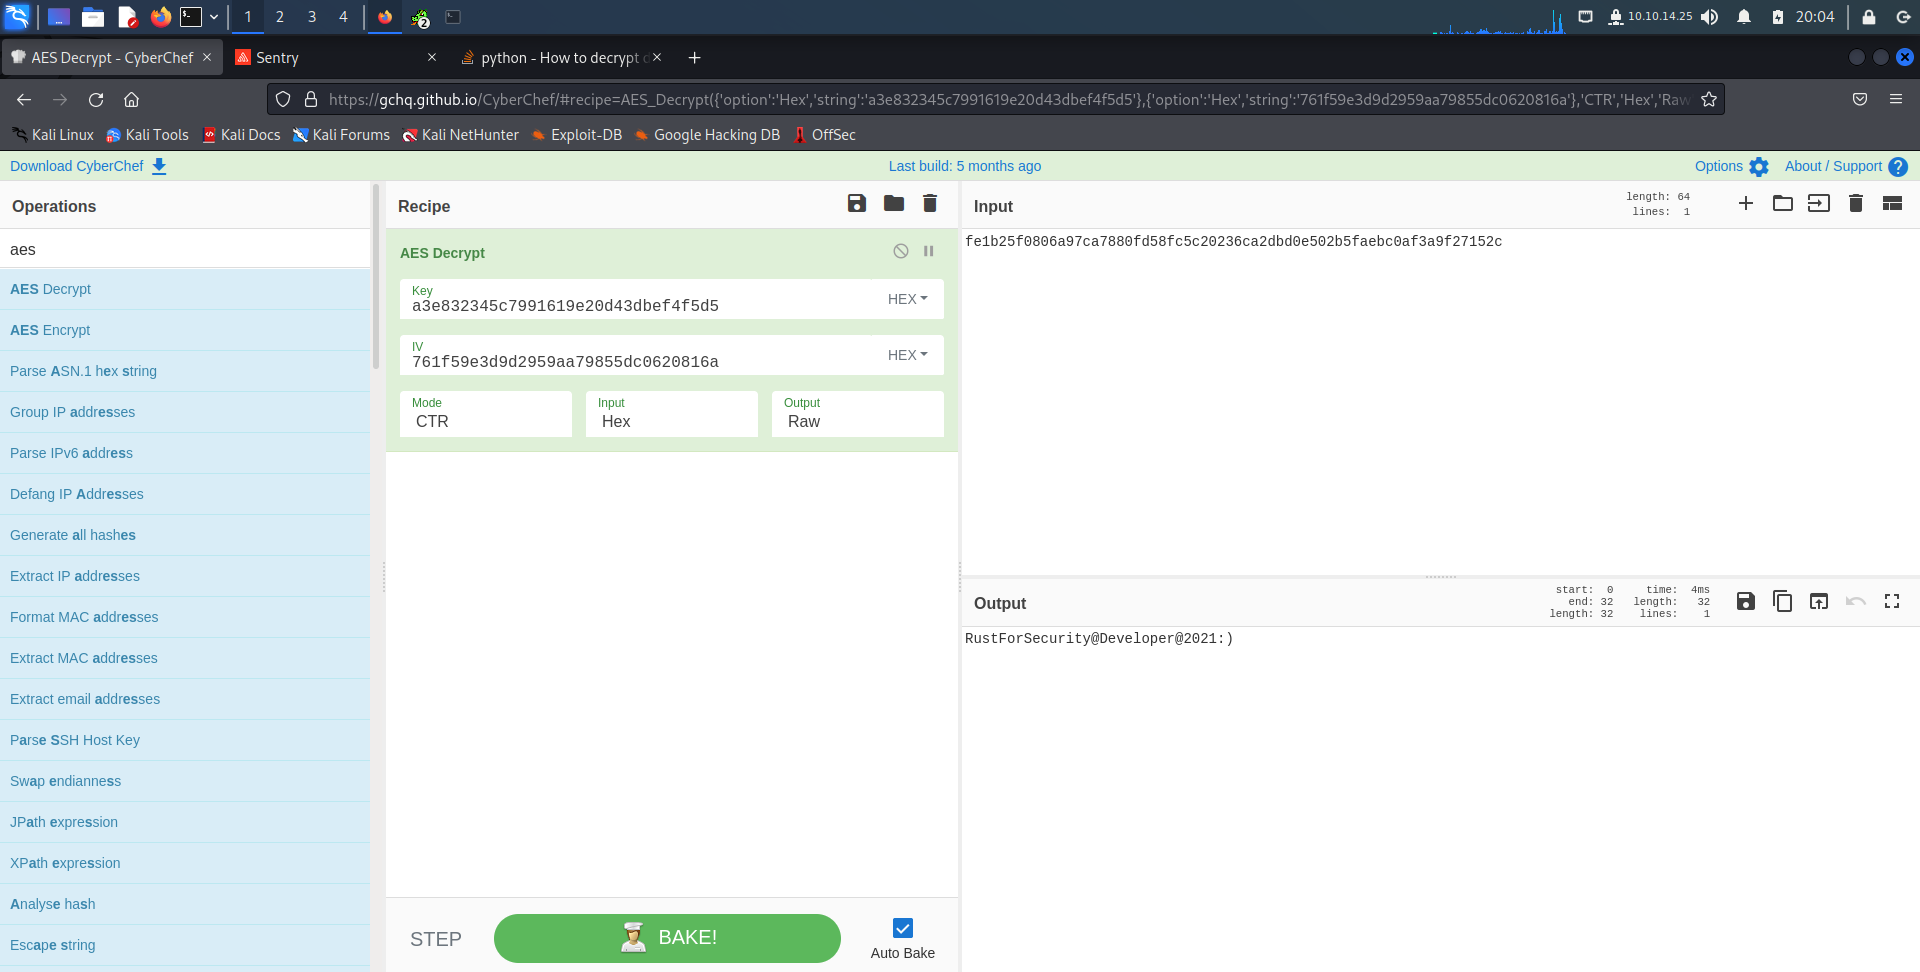 1 2 3 4 2 10.10.14.25 20:04
AES Decrypt - CyberChef Sentry python - How to decrypt
https://gchq.github.io/CyberChef/#recipe=AES_Decrypt({'option':'Hex','string':'a3e832345c7991619e20d43dbef4f5d5'},{'option':'Hex','string':'761f59e3d9d2959aa79855dc0620816a'},'CTR','Hex','Raw
Kali Linux Kali Tools Kali Docs Kali Forums Kali NetHunter Exploit-DB Google Hacking DB OffSec
Download CyberChef Last build: 5 months ago Options About / Support
Operations
aes
AES Decrypt
AES Encrypt
Parse ASN.1 hex string
Group IP addresses
Parse IPv6 address
Defang IP Addresses
Generate all hashes
Extract IP addresses
Format MAC addresses
Extract MAC addresses
Extract email addresses
Parse SSH Host Key
Swap endianness
JPath expression
XPath expression
Analyse hash
Escape string
Recipe
AES Decrypt
Key
a3e832345c7991619e20d43dbef4f5d5 HEX
IV
761f59e3d9d2959aa79855dc0620816a HEX
Mode Input Output
CTR Hex Raw
STEP BAKE! Auto Bake
Input
length: 64
lines: 1
fe1b25f0806a97ca7880fd58fc5c20236ca2dbd0e502b5faebc0af3a9f27152c
Output
start: 0 time: 4ms
end: 32 length: 32
length: 32 lines: 1
RustForSecurity@Developer@2021:)